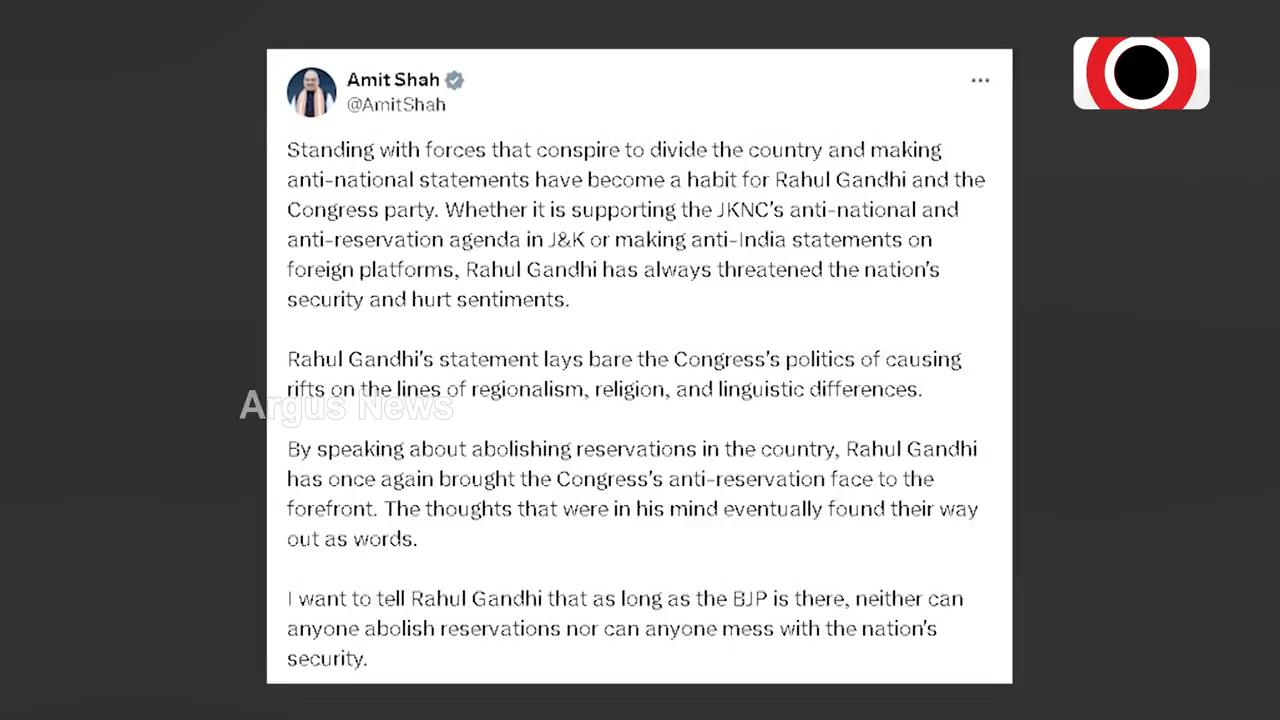 Amit Shah
@AmitShah
Standing with forces that conspire to divide the country and making
anti-national statements have become a habit for Rahul Gandhi and the
Congress party. Whether it is supporting the JKNC's anti-national and
anti-reservation agenda in J&K or making anti-India statements on
foreign platforms, Rahul Gandhi has always threatened the nation's
security and hurt sentiments.
Rahul Gandhi's statement lays bare the Congress's politics of causing
rifts on the lines of regionalism, religion, and linguistic differences.
Argus News
By speaking about abolishing reservations in the country, Rahul Gandhi
has once again brought the Congress's anti-reservation face to the
forefront. The thoughts that were in his mind eventually found their way
out as words.
I want to tell Rahul Gandhi that as long as the BJP is there, neither can
anyone abolish reservations nor can anyone mess with the nation's
security.